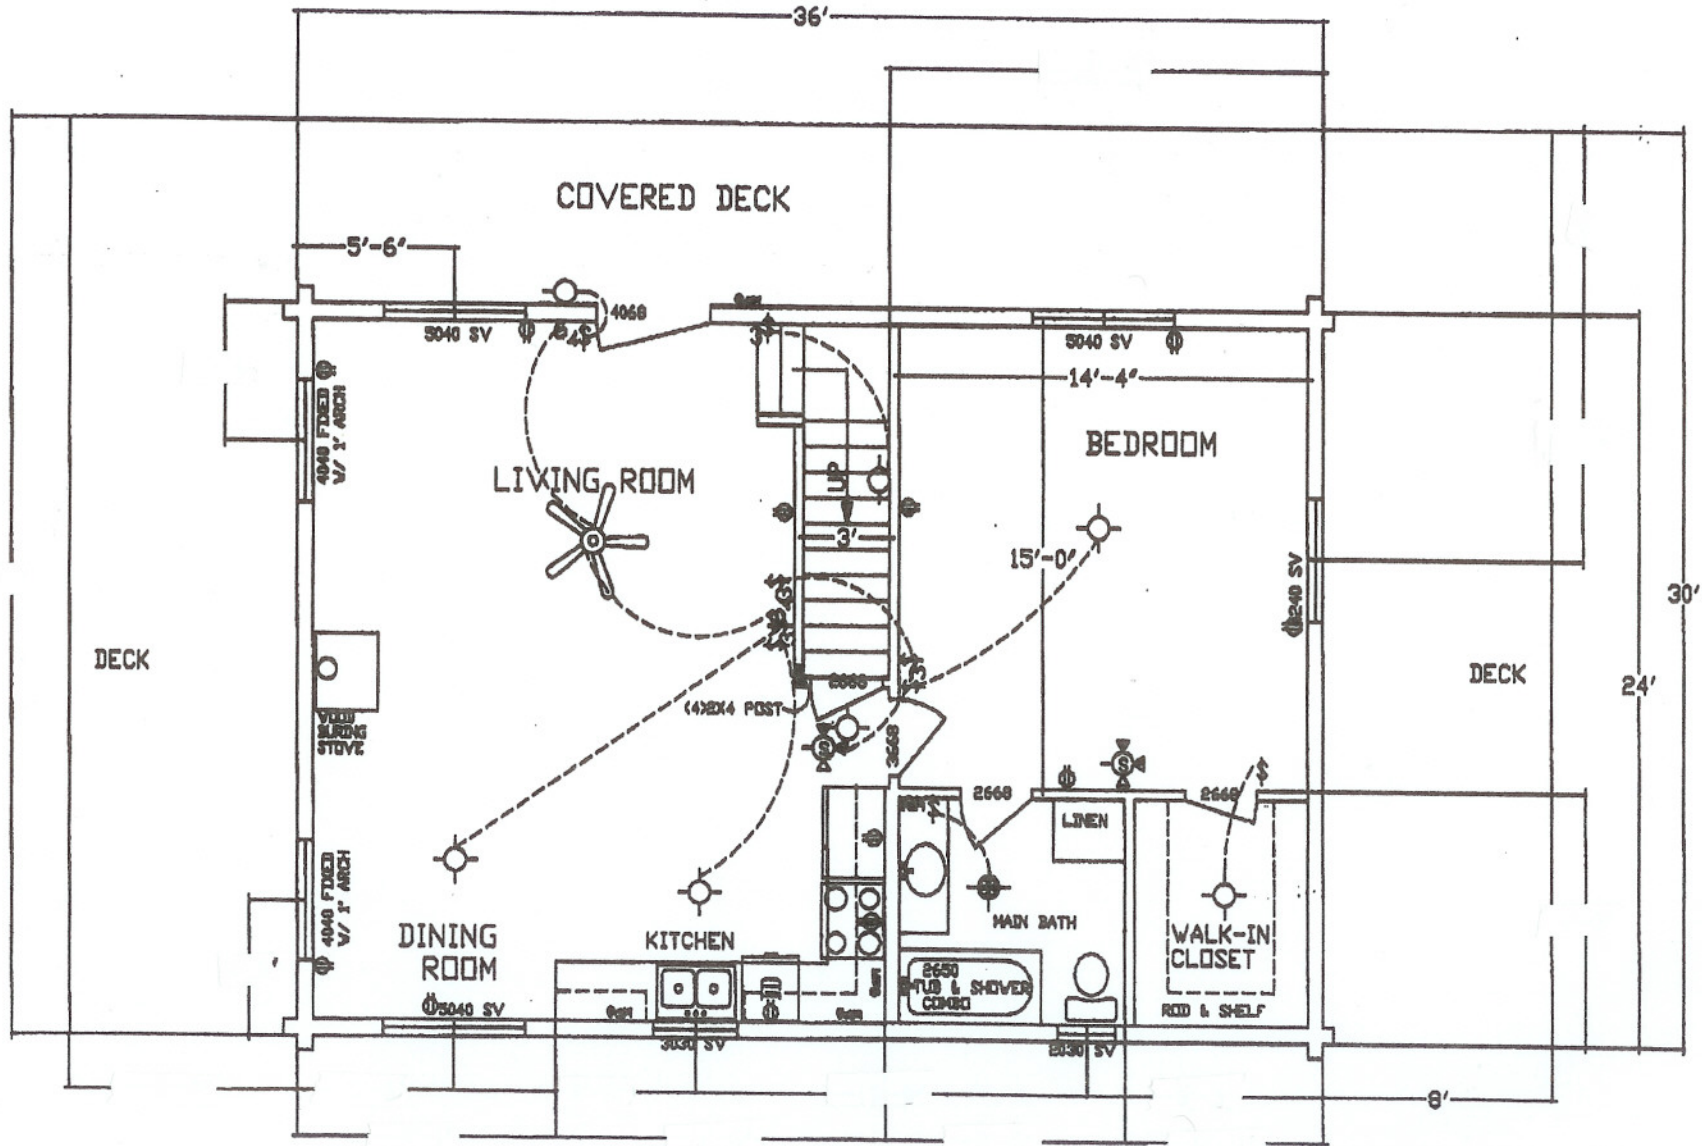 36'
COVERED DECK
5'-6"
4068
5040 SV
5040 SV
14'-4"
4040 FIXED
W/ 1' ARCH
LIVING ROOM
BEDROOM
UP
3'
15'-0"
30'
DECK
DECK
24'
WOOD
BURING
STOVE
2668
(4)2X4 POST
3668
2668
2668
LINEN
4040 FIXED
W/ 1' ARCH
DINING
ROOM
KITCHEN
MAIN BATH
WALK-IN
CLOSET
2650
TUB & SHOWER
COMBO
ROD & SHELF
5040 SV
3030 SV
2030 SV
8'
S
S